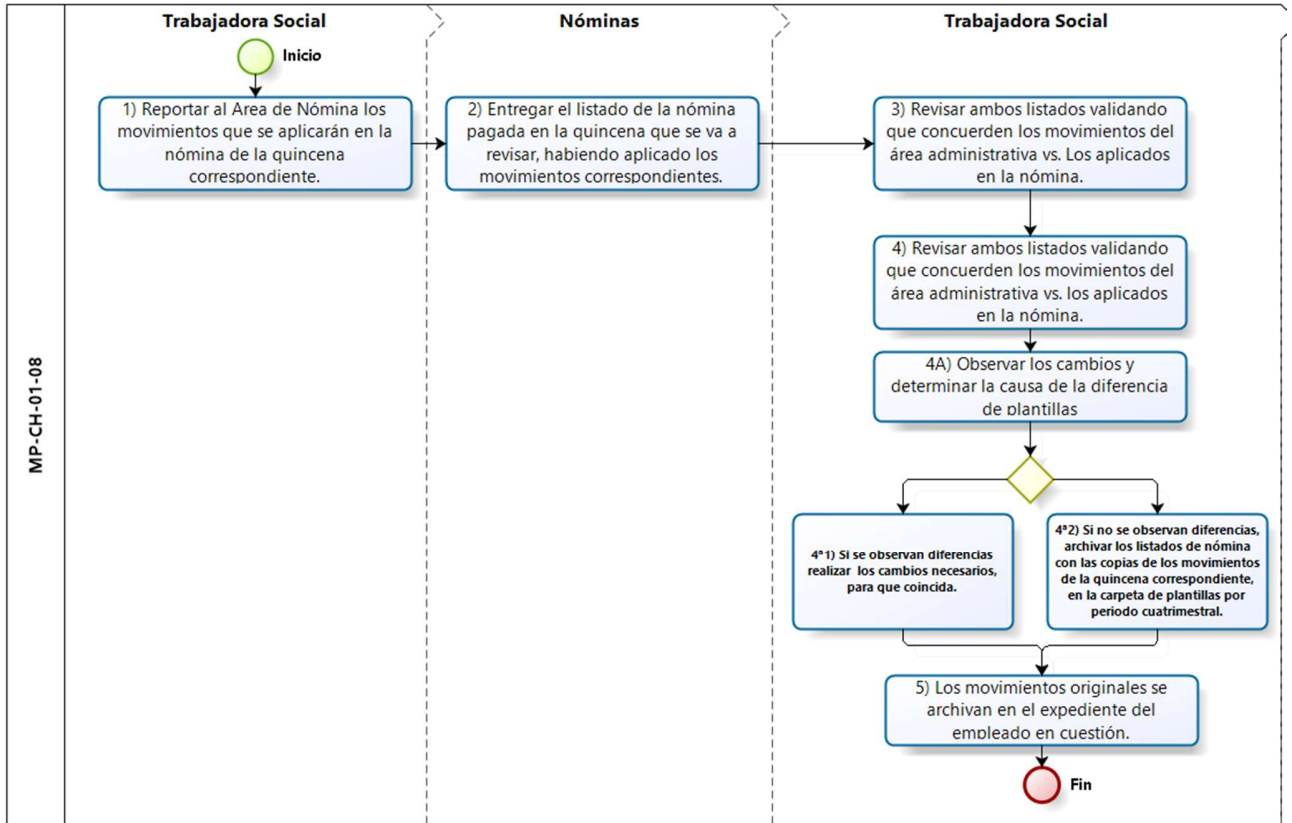 Trabajadora Social
Nóminas
Trabajadora Social
Inicio
1) Reportar al Area de Nómina los
movimientos que se aplicarán en la
nómina de la quincena
correspondiente.
2) Entregar el listado de la nómina
pagada en la quincena que se va a
revisar, habiendo aplicado los
movimientos correspondientes.
3) Revisar ambos listados validando
que concuerden los movimientos del
área administrativa vs. Los aplicados
en la nómina.
4) Revisar ambos listados validando
que concuerden los movimientos del
área administrativa vs. los aplicados
en la nómina.
4A) Observar los cambios y
determinar la causa de la diferencia
de plantillas
MP-CH-01-08
4ª1) Si se observan diferencias
realizar los cambios necesarios,
para que coincida.
4ª2) Si no se observan diferencias,
archivar los listados de nómina
con las copias de los movimientos
de la quincena correspondiente,
en la carpeta de plantillas por
periodo cuatrimestral.
5) Los movimientos originales se
archivan en el expediente del
empleado en cuestión.
Fin